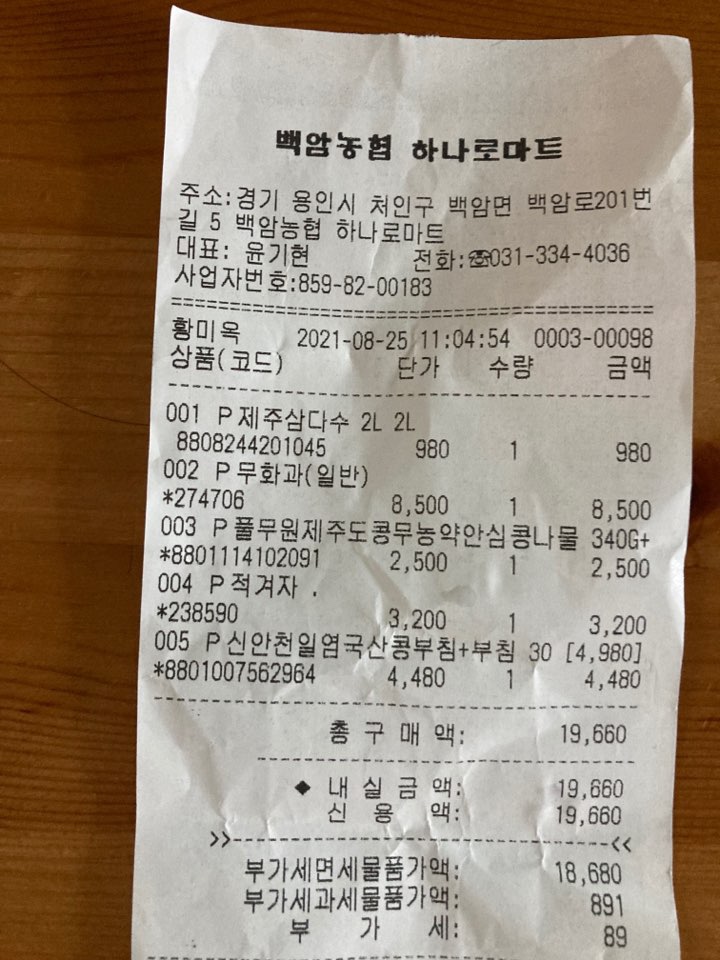 백암농협 하나로마트
주소:경기 용인시 처인구 백암면 백암로201번
길 5 백암농협 하나로마트
대표: 윤기현 전화:☎031-334-4036
사업자번호:859-82-00183
==========================================
황미옥 2021-08-25 11:04:54 0003-00098
상품(코드) 단가 수량 금액
------------------------------------------
001 P제주삼다수 2L 2L
8808244201045 980 1 980
002 P무화과(일반)
*274706 8,500 1 8,500
003 P풀무원제주도콩무농약안심콩나물 340G+
*8801114102091 2,500 1 2,500
004 P적겨자 .
*238590 3,200 1 3,200
005 P신안천일염국산콩부침+부침 30 [4,980]
*8801007562964 4,480 1 4,480
------------------------------------------
총 구 매 액: 19,660
------------------------------------------
◆ 내 실 금 액: 19,660
신 용 액: 19,660
>>--------------------------------------<<
부가세면세물품가액: 18,680
부가세과세물품가액: 891
부 가 세: 89
------------------------------------------